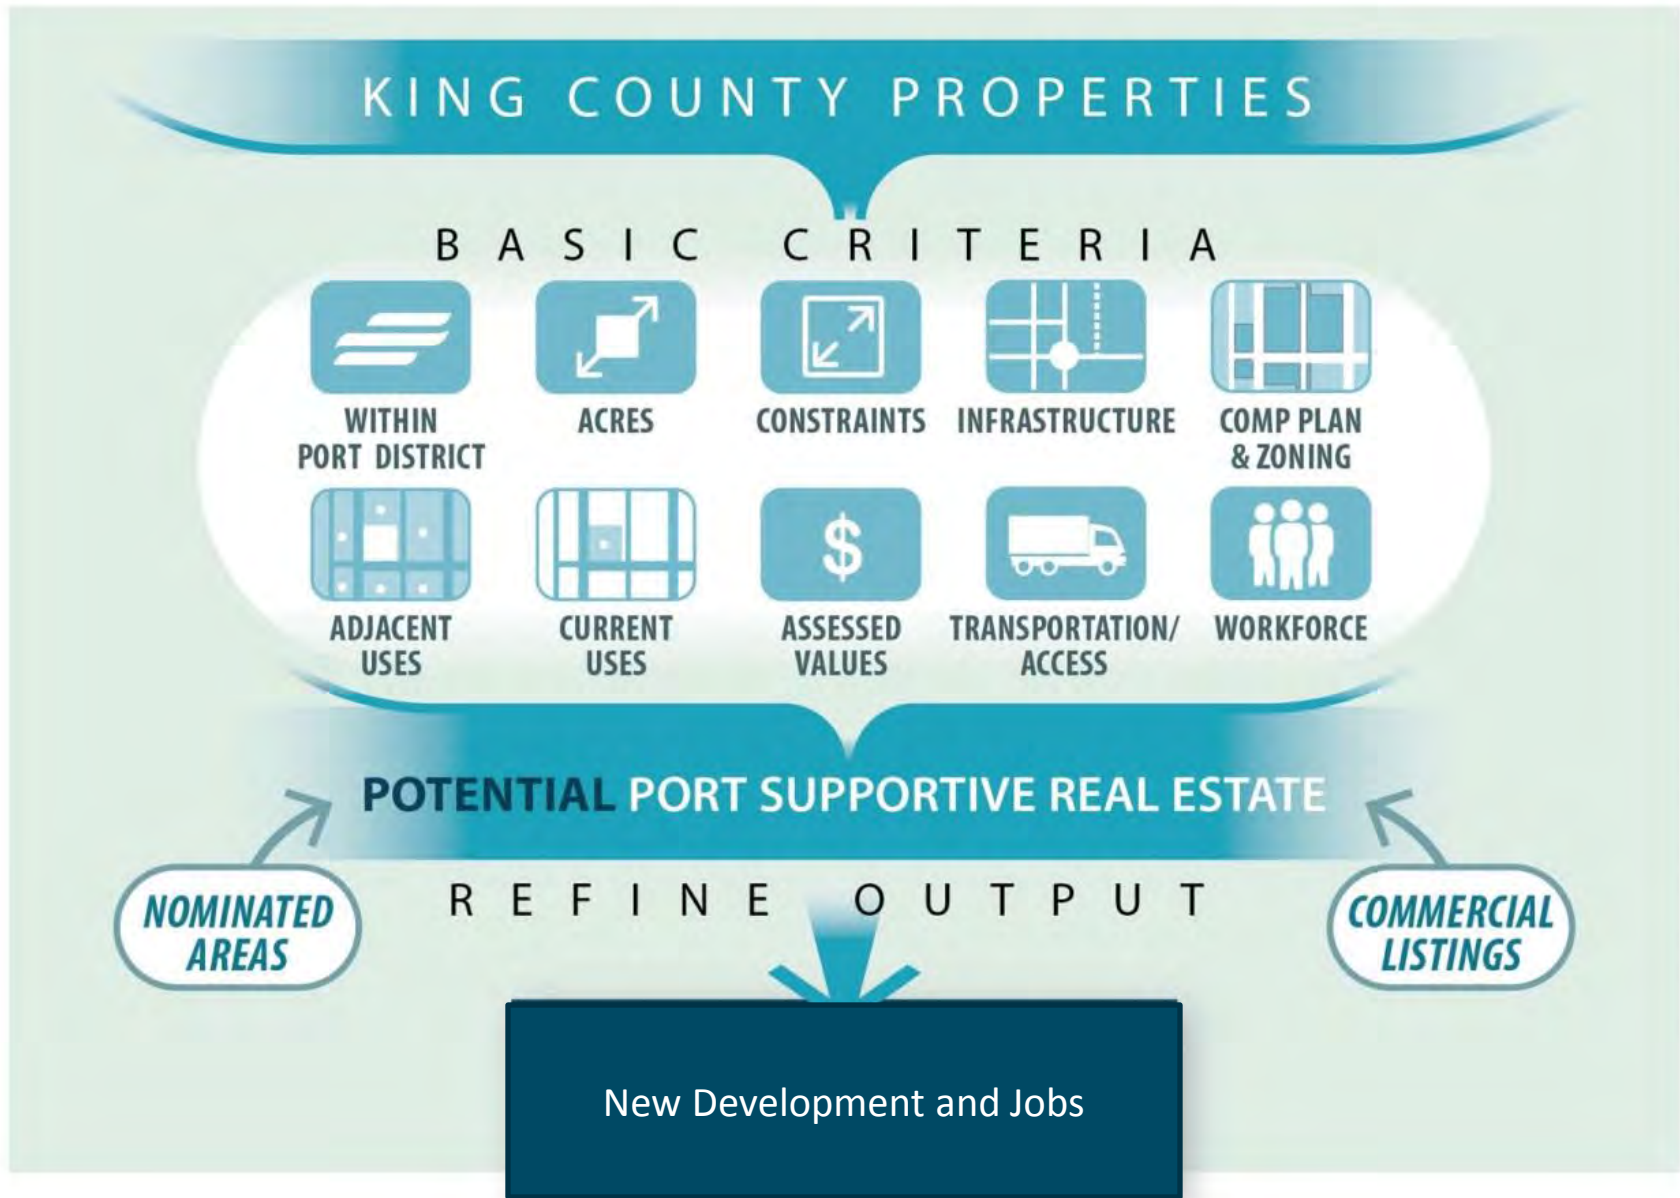 KING COUNTY PROPERTIES
BASIC CRITERIA
WITHIN
PORT DISTRICT
ACRES
CONSTRAINTS
INFRASTRUCTURE
COMP PLAN
& ZONING
ADJACENT
USES
CURRENT
USES
$
ASSESSED
VALUES
TRANSPORTATION/
ACCESS
WORKFORCE
POTENTIAL PORT SUPPORTIVE REAL ESTATE
NOMINATED
AREAS
REFINE OUTPUT
COMMERCIAL
LISTINGS
New Development and Jobs